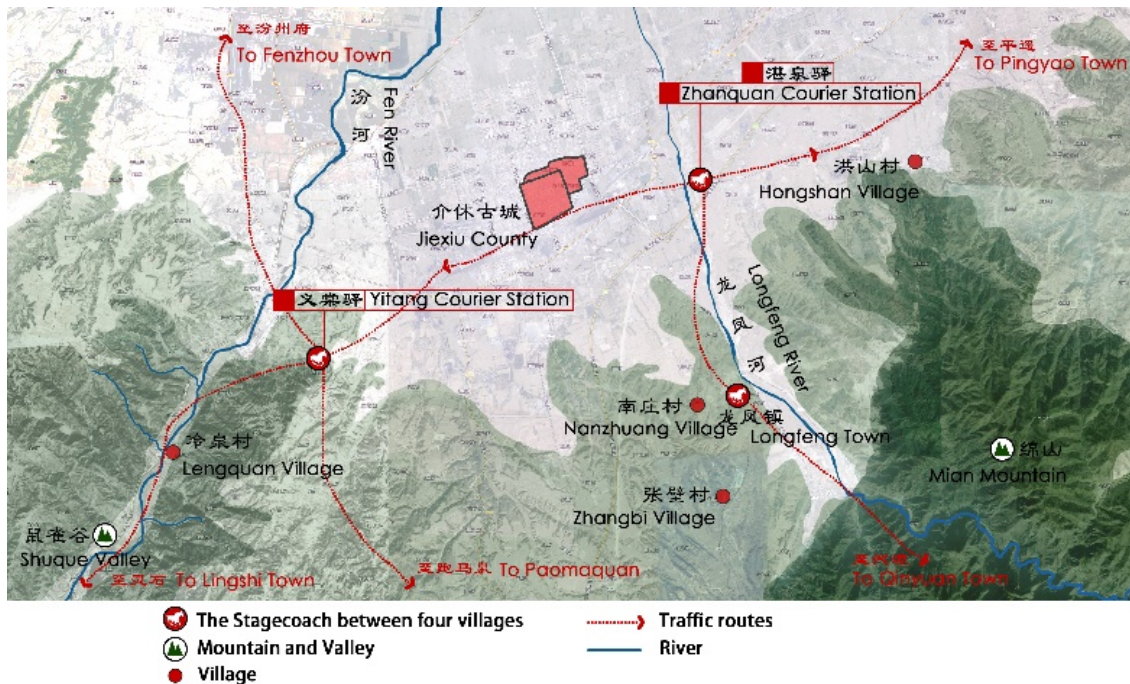 至汾州府
To Fenzhou Town
至平遥
To Pingyao Town
湛泉驿
Zhanquan Courier Station
Fen River
汾河
洪山村
Hongshan Village
介休古城
Jiexiu County
义棠驿 Yitang Courier Station
龙凤河
Longfeng River
南庄村
Nanzhuang Village
龙凤镇
Longfeng Town
绵山
Mian Mountain
冷泉村
Lengquan Village
张壁村
Zhangbi Village
鼠雀谷
Shuque Valley
至灵石 To Lingshi Town
至跑马泉 To Paomaquan
To Qinyuan Town
The Stagecoach between four villages
Traffic routes
Mountain and Valley
River
Village